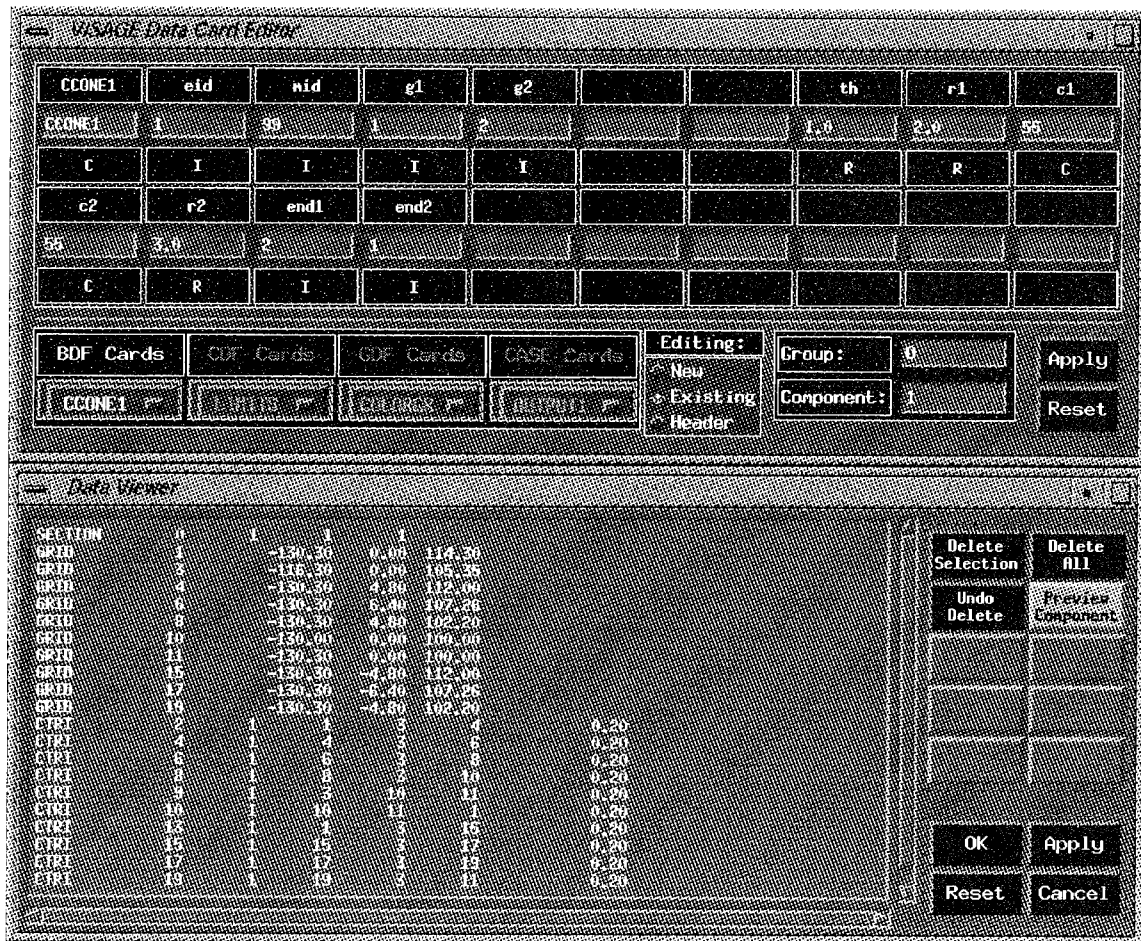 VISAGE Data Card Editor
CCONE1 eid mid g1 g2 th r1 c1
CCONE1 1 99 1 2 1.0 2.0 55
C I I I I R R C
c2 r2 end1 end2
55 3.0 2 1
C R I I
BDF Cards CDF Cards GDF Cards CASE Cards
CCONE1 LIMITS
Editing:
New
Existing
Header
Group: 0
Component: 1
Apply
Reset
Data Viewer
SECTION 0 1 1 1
GRID 1 -130.30 0.00 114.30
GRID 3 -116.30 0.00 105.35
GRID 4 -130.30 4.80 112.00
GRID 6 -130.30 6.40 107.26
GRID 8 -130.30 4.80 102.20
GRID 10 -130.00 0.00 100.00
GRID 11 -130.30 0.00 100.00
GRID 15 -130.30 -4.80 112.00
GRID 17 -130.30 -6.40 107.26
GRID 19 -130.30 -4.80 102.20
CTRI 2 1 1 3 4 0.20
CTRI 4 1 4 3 6 0.20
CTRI 6 1 6 3 8 0.20
CTRI 8 1 8 3 10 0.20
CTRI 9 1 3 10 11 0.20
CTRI 10 1 10 11 1 0.20
CTRI 13 1 1 3 15 0.20
CTRI 15 1 15 3 17 0.20
CTRI 17 1 17 3 19 0.20
CTRI 19 1 19 3 11 0.20
Delete Selection
Delete All
Undo Delete
Preview Component
OK
Apply
Reset
Cancel